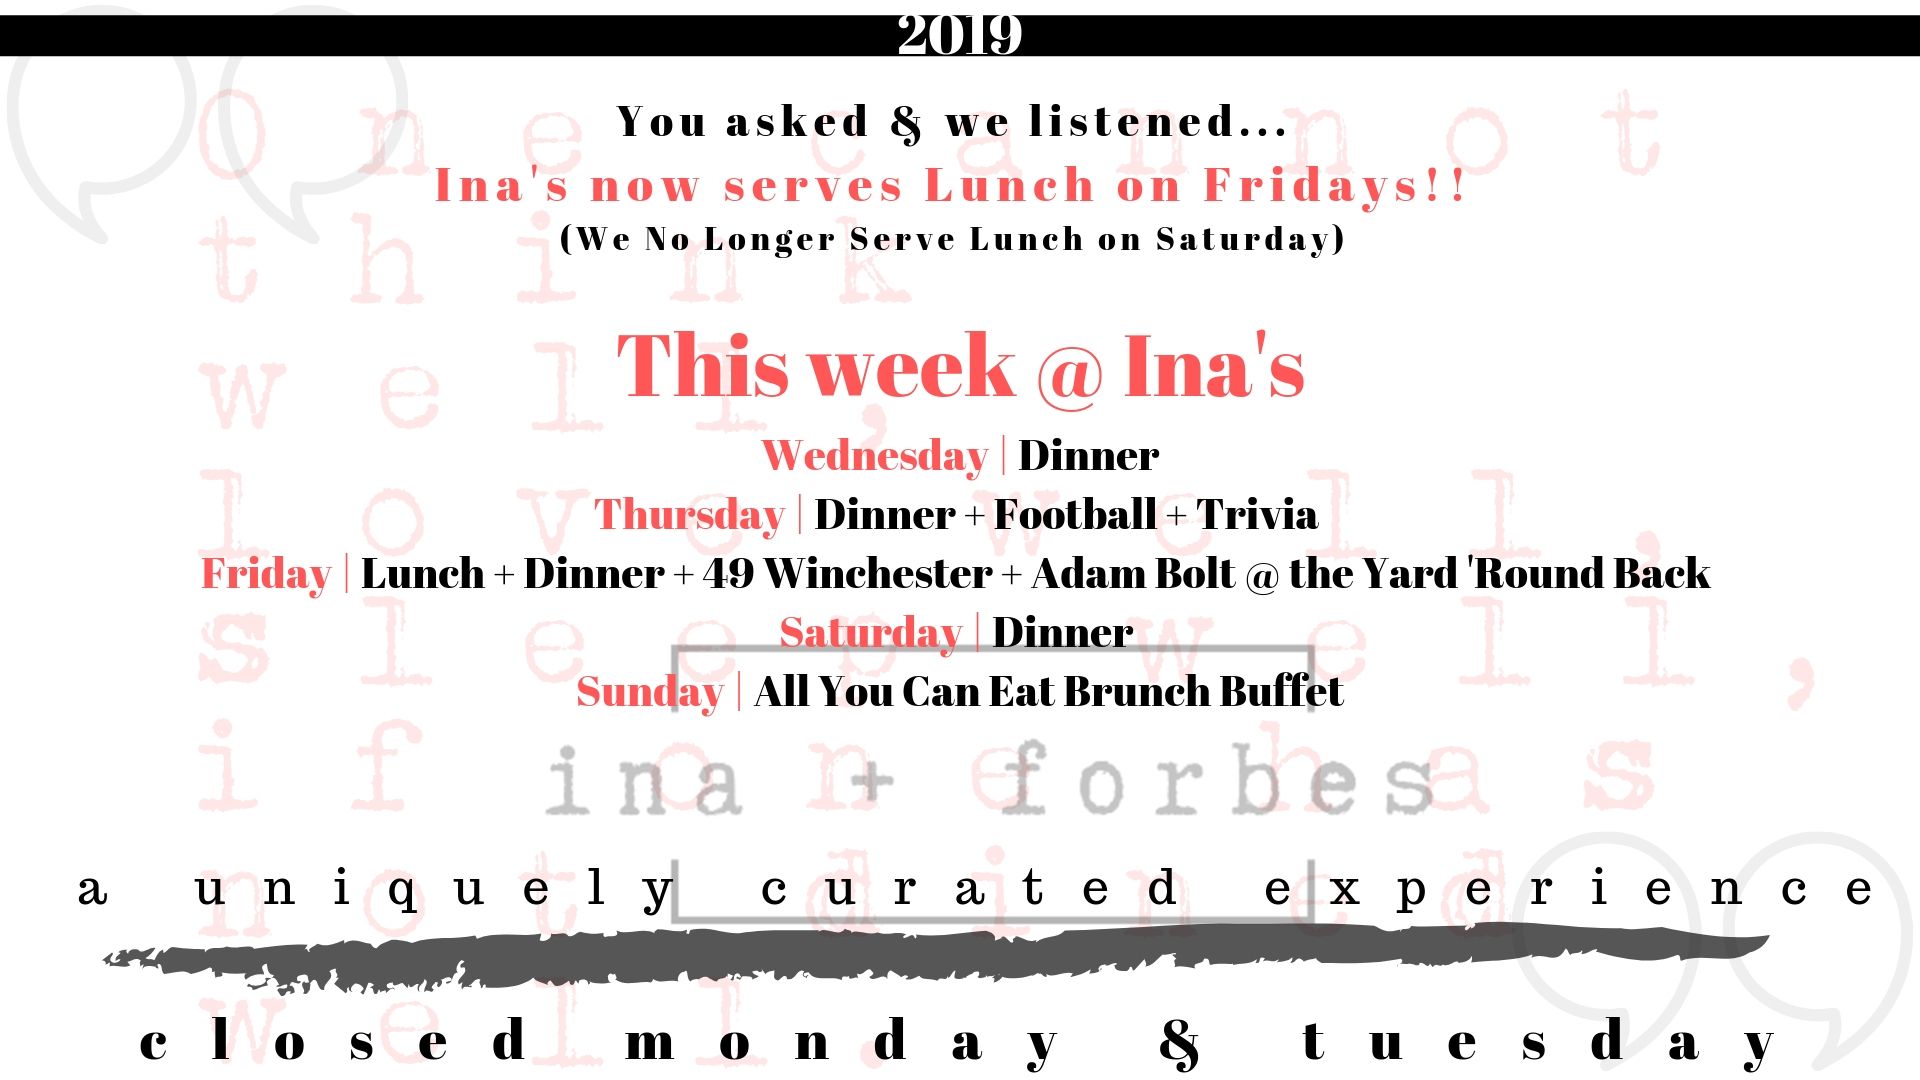 2019
You asked & we listened...
Ina's now serves Lunch on Fridays!!
(We No Longer Serve Lunch on Saturday)
This week @ Ina's
Wednesday | Dinner
Thursday | Dinner + Football + Trivia
Friday | Lunch + Dinner + 49 Winchester + Adam Bolt @ the Yard 'Round Back
Saturday | Dinner
Sunday | All You Can Eat Brunch Buffet
ina + forbes
a uniquely curated experience
closed monday & tuesday
One cannot
think
well,
love well,
sleep well,
if one has
not dined
well.